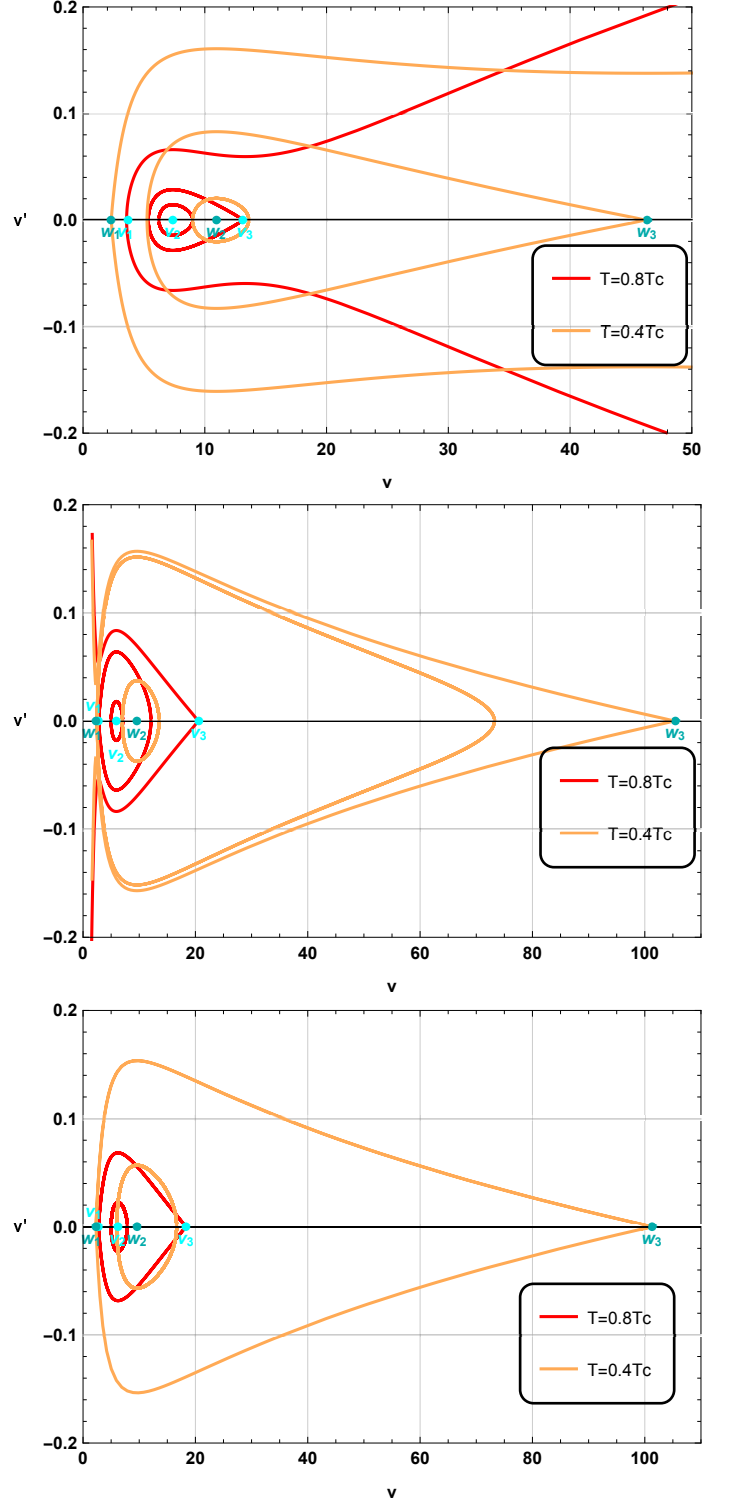 0.2
0.1
v' 0.0
w₁ v₁ v₂ w₂ v₃ w₃
T=0.8Tc
−0.1
T=0.4Tc
−0.2
0 10 20 30 40 50
v
0.2
0.1
v₁
v' 0.0
w₁ w₂ v₃ w₃
v₂
T=0.8Tc
−0.1
T=0.4Tc
−0.2
0 20 40 60 80 100
v
0.2
0.1
v₁
v' 0.0
w₁ v₂ w₂ v₃ w₃
T=0.8Tc
−0.1
T=0.4Tc
−0.2
0 20 40 60 80 100
v